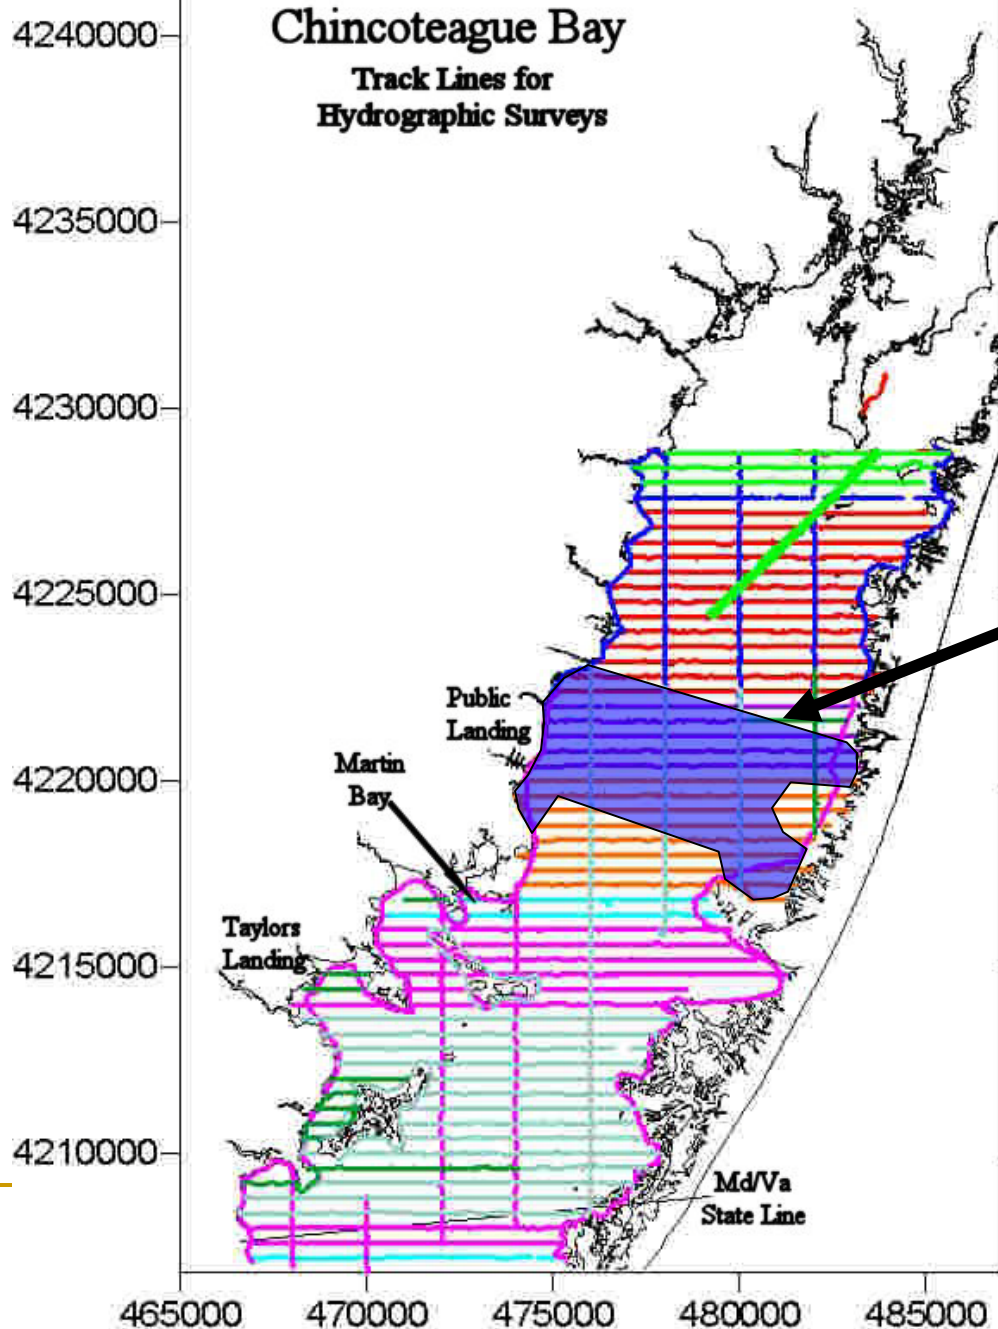 Chincoteague Bay
Track Lines for
Hydrographic Surveys
4240000
4235000
4230000
4225000
4220000
4215000
4210000
Public
Landing
Martin
Bay
Taylors
Landing
Md/Va
State Line
465000
470000
475000
480000
485000